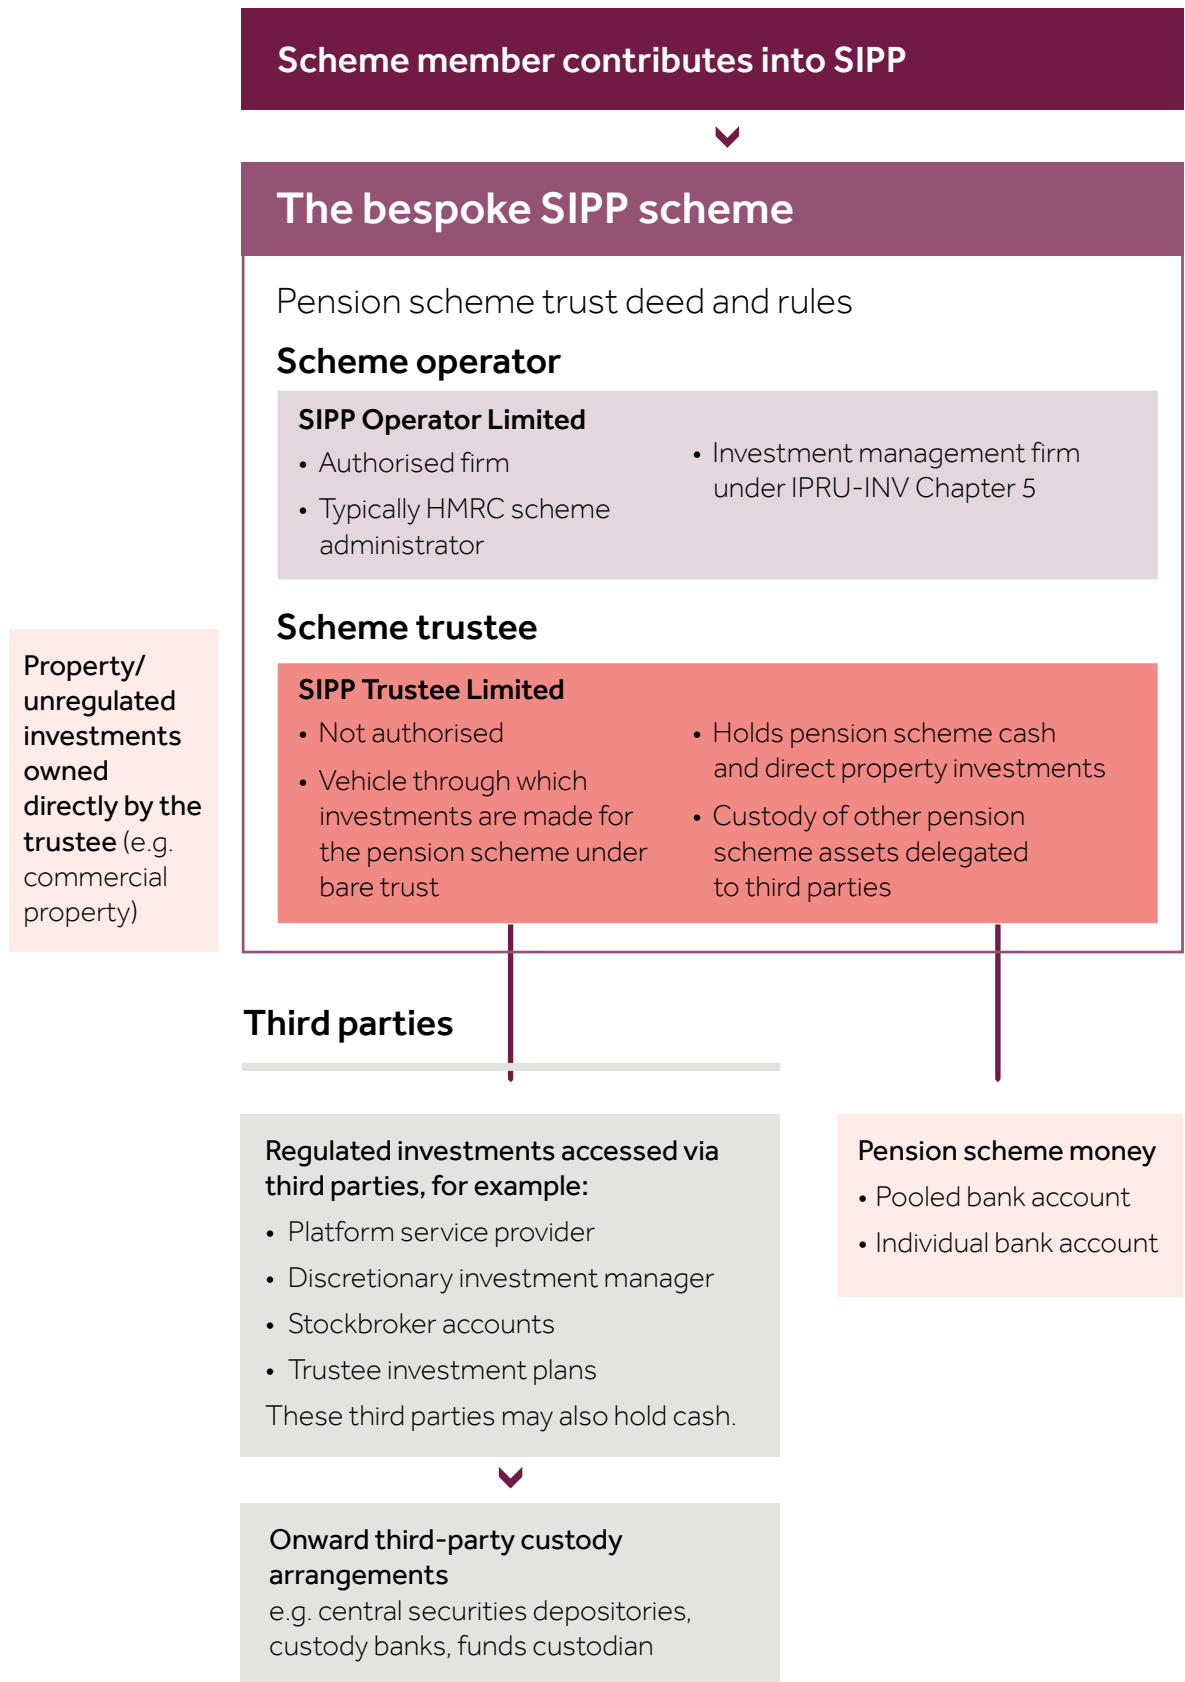 Scheme member contributes into SIPP
The bespoke SIPP scheme
Pension scheme trust deed and rules
Scheme operator
SIPP Operator Limited
• Authorised firm
• Typically HMRC scheme
administrator
• Investment management firm
under IPRU-INV Chapter 5
Scheme trustee
SIPP Trustee Limited
• Not authorised
• Vehicle through which
investments are made for
the pension scheme under
bare trust
• Holds pension scheme cash
and direct property investments
• Custody of other pension
scheme assets delegated
to third parties
Property/
unregulated
investments
owned
directly by the
trustee (e.g.
commercial
property)
Third parties
Regulated investments accessed via
third parties, for example:
• Platform service provider
• Discretionary investment manager
• Stockbroker accounts
• Trustee investment plans
These third parties may also hold cash.
Pension scheme money
• Pooled bank account
• Individual bank account
Onward third-party custody
arrangements
e.g. central securities depositories,
custody banks, funds custodian